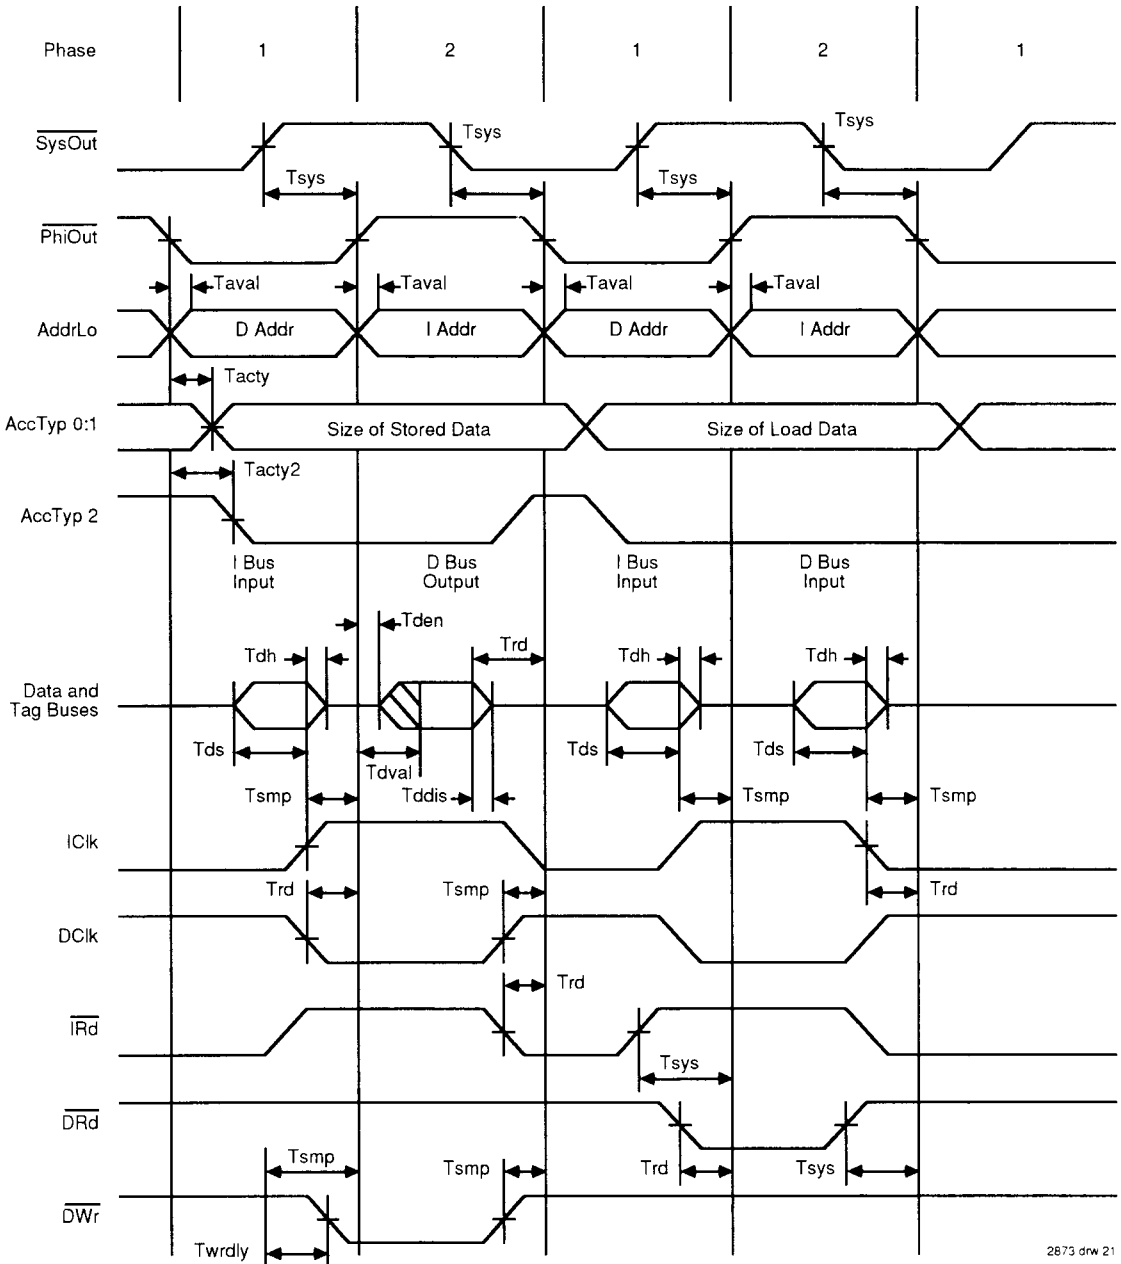 Phase 1 2 1 2 1
SysOut
Tsys Tsys
Tsys Tsys
PhiOut
Taval Taval Taval Taval
AddrLo D Addr I Addr D Addr I Addr
Tacty
AccTyp 0:1 Size of Stored Data Size of Load Data
Tacty2
AccTyp 2
I Bus D Bus I Bus D Bus
Input Output Input Input
Tden
Trd
Tdh Tdh Tdh
Data and
Tag Buses
Tds Tds Tds
Tdval
Tsmp Tddis Tsmp Tsmp
IClk
Trd Tsmp Trd
DClk
Trd
IRd
Tsys
DRd
Tsmp Tsmp Trd Tsys
DWr
Twrdly
2873 drw 21